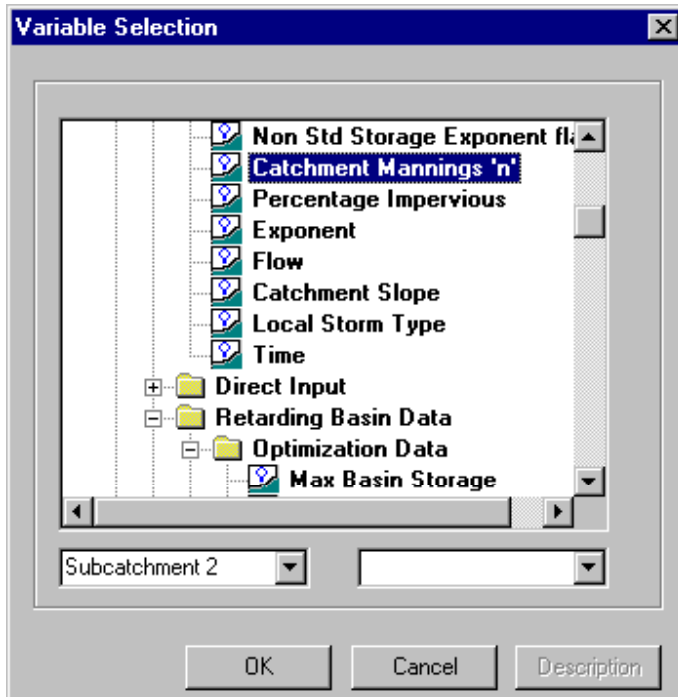 Variable Selection
Non Std Storage Exponent fla
Catchment Mannings 'n'
Percentage Impervious
Exponent
Flow
Catchment Slope
Local Storm Type
Time
Direct Input
Retarding Basin Data
Optimization Data
Max Basin Storage
Subcatchment 2
OK Cancel Description